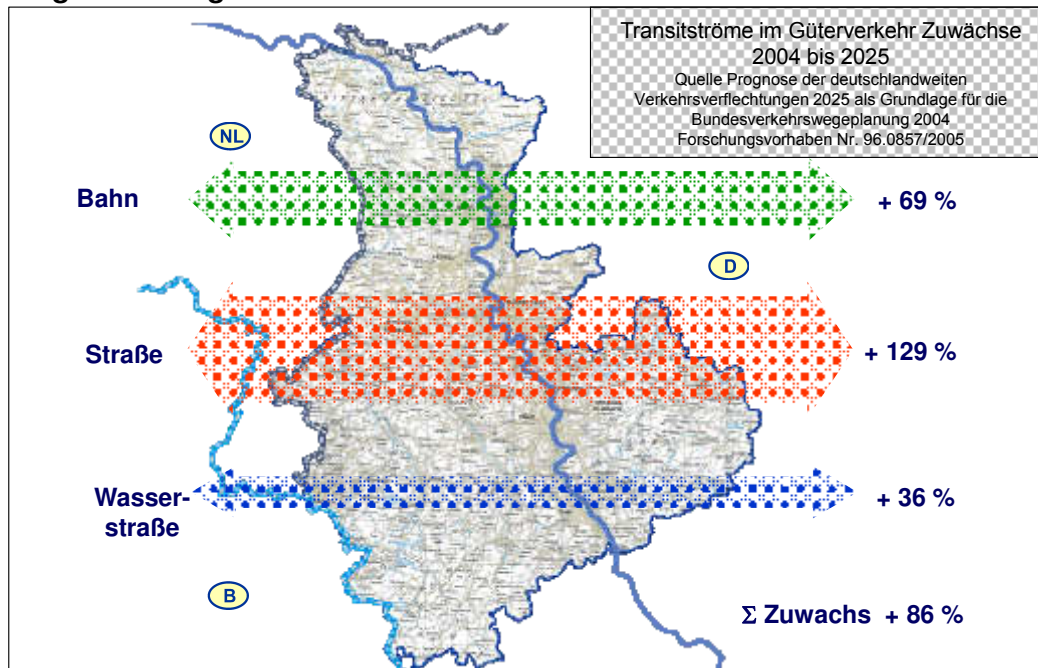 Transitströme im Güterverkehr Zuwächse
2004 bis 2025
Quelle Prognose der deutschlandweiten
Verkehrsverflechtungen 2025 als Grundlage für die
Bundesverkehrswegeplanung 2004
Forschungsvorhaben Nr. 96.0857/2005
NL
Bahn
+ 69 %
D
Straße
+ 129 %
Wasser-
straße
+ 36 %
B
Σ Zuwachs + 86 %